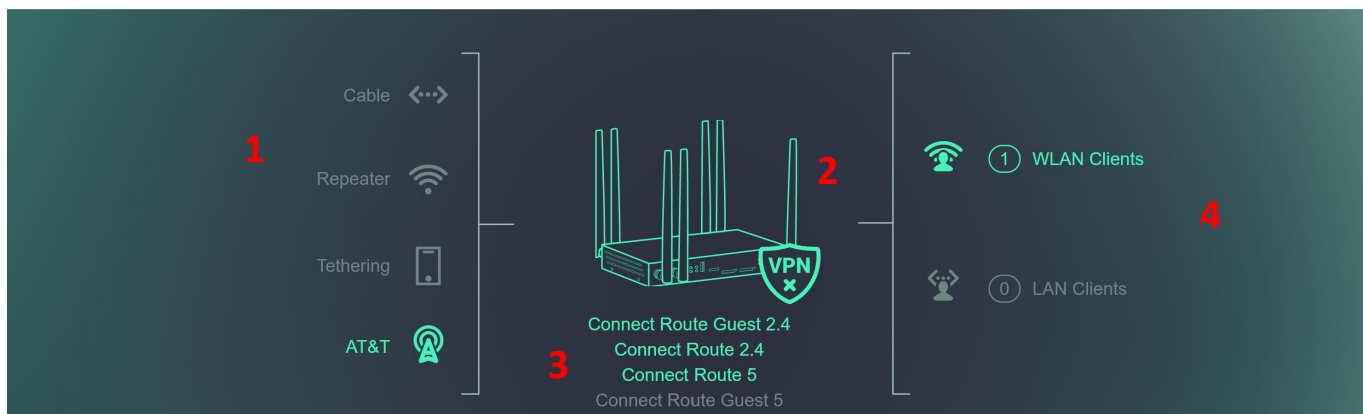 1
Cable
Repeater
Tethering
AT&T
2
VPN
3
Connect Route Guest 2.4
Connect Route 2.4
Connect Route 5
Connect Route Guest 5
4
1 WLAN Clients
0 LAN Clients